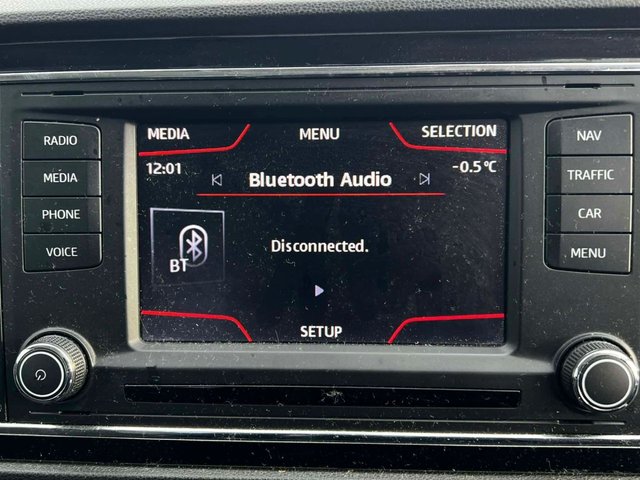 RADIO
MEDIA
PHONE
VOICE
MEDIA
MENU
SELECTION
12:01
Bluetooth Audio
-0.5°C
BT
Disconnected.
SETUP
NAV
TRAFFIC
CAR
MENU